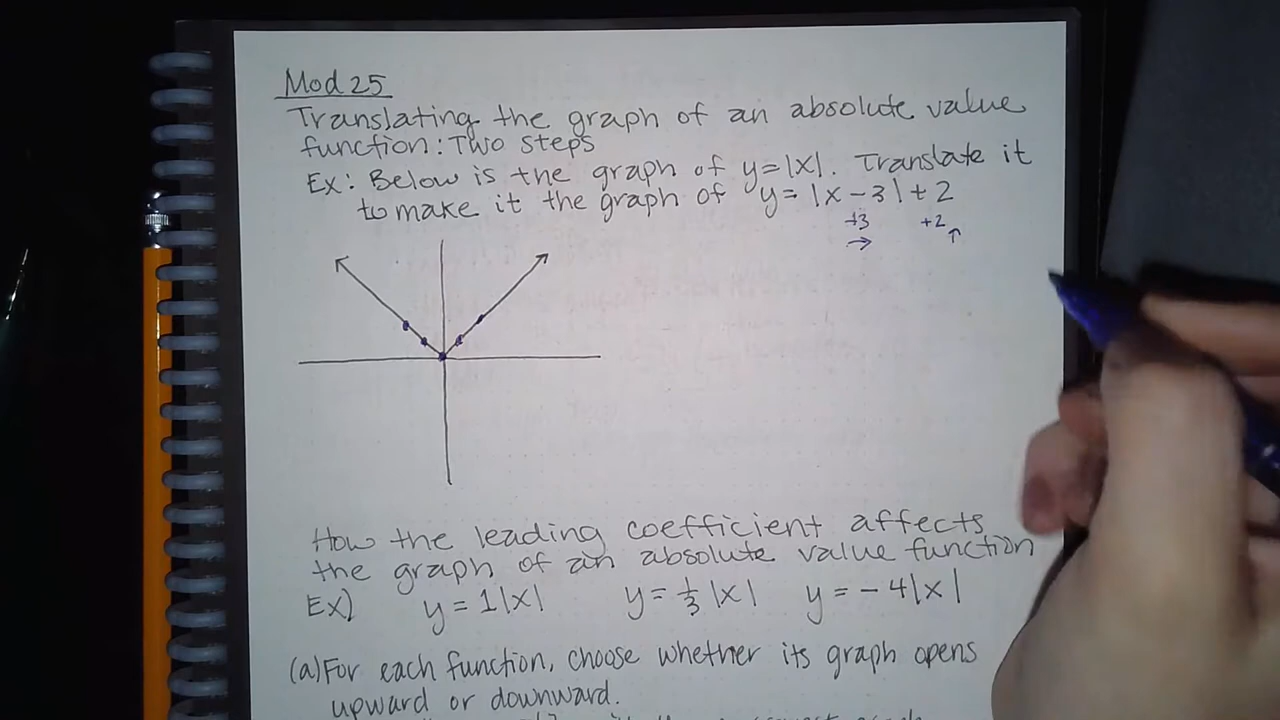 Mod 25
Translating the graph of an absolute value
function: Two steps
Ex: Below is the graph of y=|x|. Translate it
to make it the graph of y=|x-3|+2
+3 +2↑
→
How the leading coefficient affects
the graph of an absolute value function
Ex) y=1|x| y=⅓|x| y=-4|x|
(a) For each function, choose whether its graph opens
upward or downward.